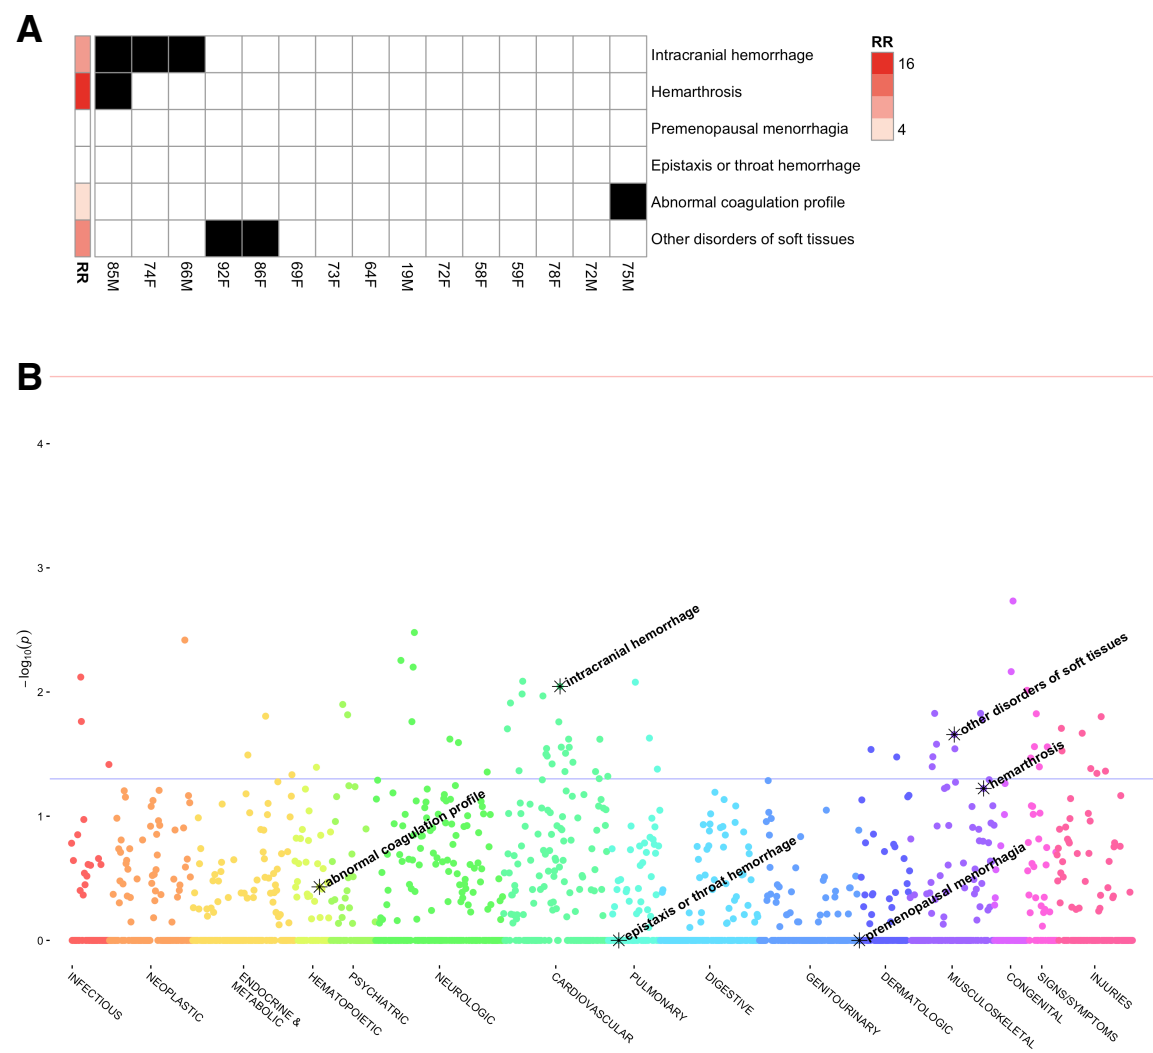 A
RR
16
4
Intracranial hemorrhage
Hemarthrosis
Premenopausal menorrhagia
Epistaxis or throat hemorrhage
Abnormal coagulation profile
Other disorders of soft tissues
RR
85M
74F
66M
92F
86F
69F
73F
64F
19M
72F
58F
59F
78F
72M
75M
B
4
3
2
1
0
−log10(p)
intracranial hemorrhage
other disorders of soft tissues
hemarthrosis
abnormal coagulation profile
epistaxis or throat hemorrhage
premenopausal menorrhagia
INFECTIOUS
NEOPLASTIC
ENDOCRINE &
METABOLIC
HEMATOPOIETIC
PSYCHIATRIC
NEUROLOGIC
CARDIOVASCULAR
PULMONARY
DIGESTIVE
GENITOURINARY
DERMATOLOGIC
MUSCULOSKELETAL
CONGENITAL
SIGNS/SYMPTOMS
INJURIES